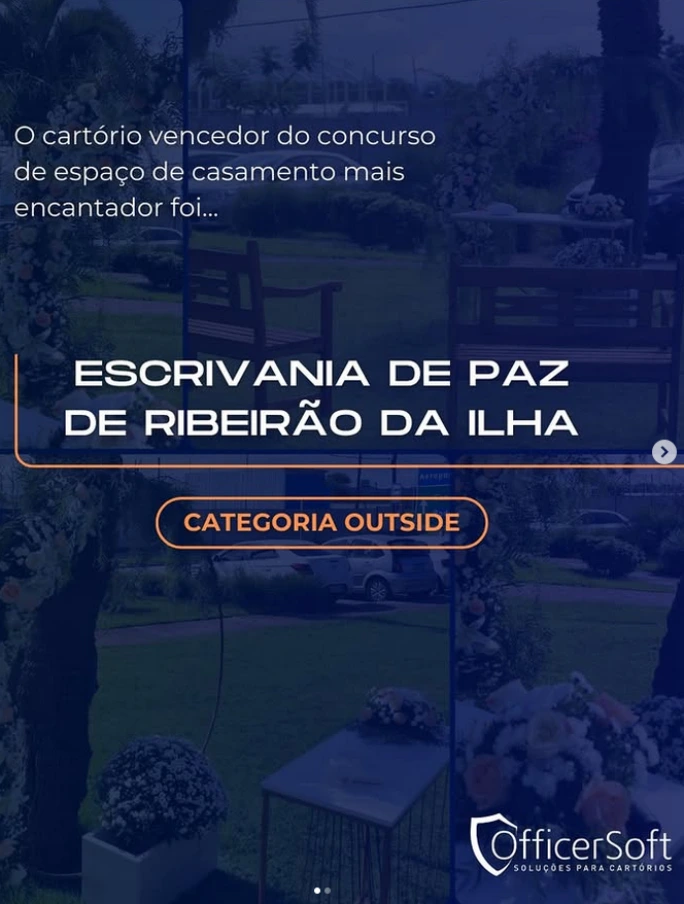 O cartório vencedor do concurso
de espaço de casamento mais
encantador foi...
ESCRIVANIA DE PAZ
DE RIBEIRÃO DA ILHA
CATEGORIA OUTSIDE
OfficerSoft
SOLUÇÕES PARA CARTÓRIOS